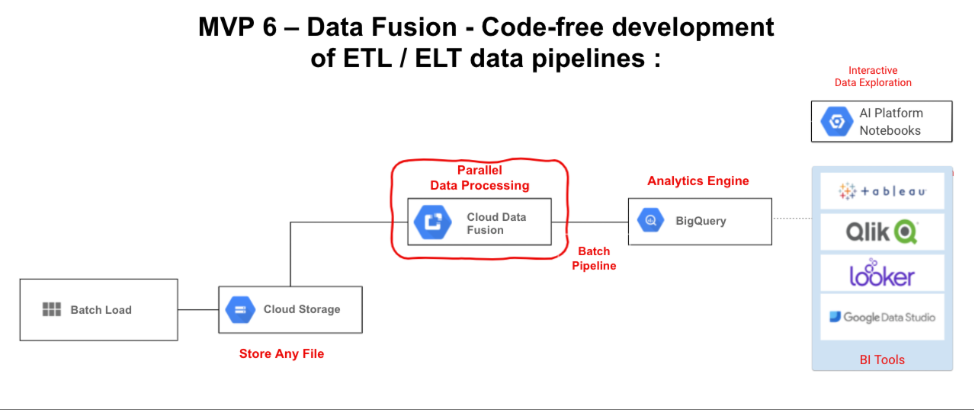 MVP 6 – Data Fusion - Code-free development
of ETL / ELT data pipelines :
Interactive
Data Exploration
AI Platform
Notebooks
Parallel
Data Processing
Cloud Data
Fusion
Analytics Engine
BigQuery
Batch
Pipeline
Batch Load
Cloud Storage
Store Any File
+ a b l e a u
Qlik
looker
Google Data Studio
BI Tools